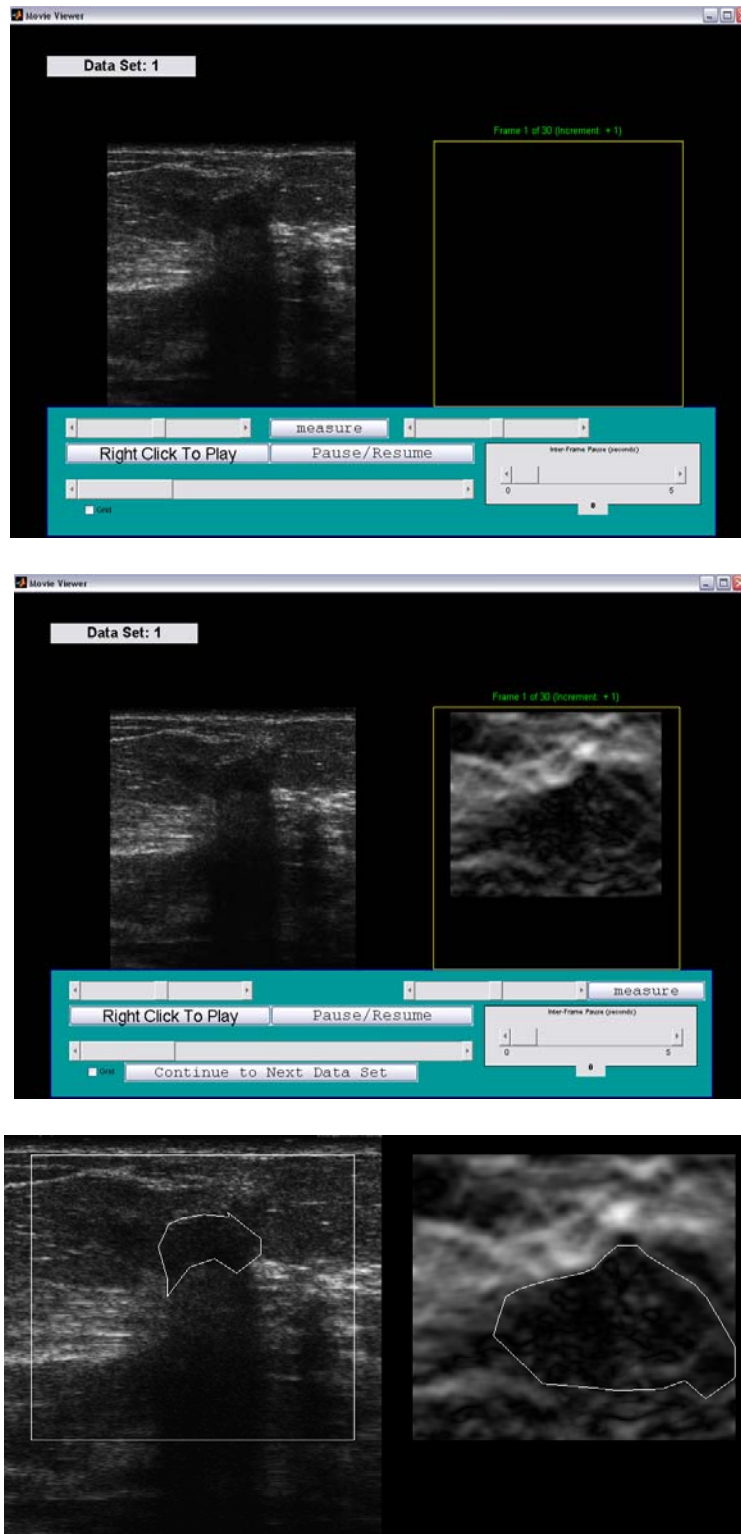 Movie Viewer
Data Set: 1
Frame 1 of 30 (Increment: + 1)
measure
Right Click To Play
Pause/Resume
Inter-Frame Pause (seconds)
0
5
0
Grid
Movie Viewer
Data Set: 1
Frame 1 of 30 (Increment: + 1)
measure
Right Click To Play
Pause/Resume
Inter-Frame Pause (seconds)
0
5
0
Grid
Continue to Next Data Set